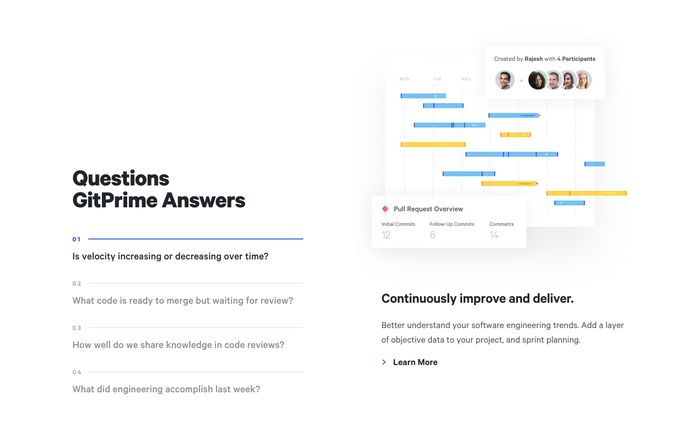 Questions
GitPrime Answers
01
Is velocity increasing or decreasing over time?
02
What code is ready to merge but waiting for review?
03
How well do we share knowledge in code reviews?
04
What did engineering accomplish last week?
Created by Rajesh with 4 Participants
MON TUE WED
Pull Request Overview
Initial Commits Follow-Up Commits Comments
12 6 14
Continuously improve and deliver.
Better understand your software engineering trends. Add a layer
of objective data to your project, and sprint planning.
Learn More